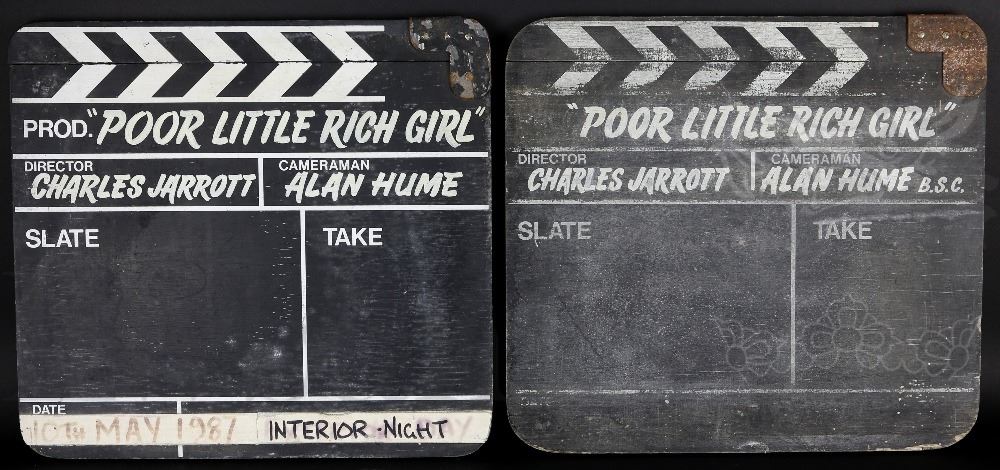 PROD. "POOR LITTLE RICH GIRL"
DIRECTOR CAMERAMAN
CHARLES JARROTT ALAN HUME
SLATE TAKE
DATE
10TH MAY 1987 INTERIOR · NIGHT
"POOR LITTLE RICH GIRL"
DIRECTOR CAMERAMAN
CHARLES JARROTT ALAN HUME B.S.C.
SLATE TAKE